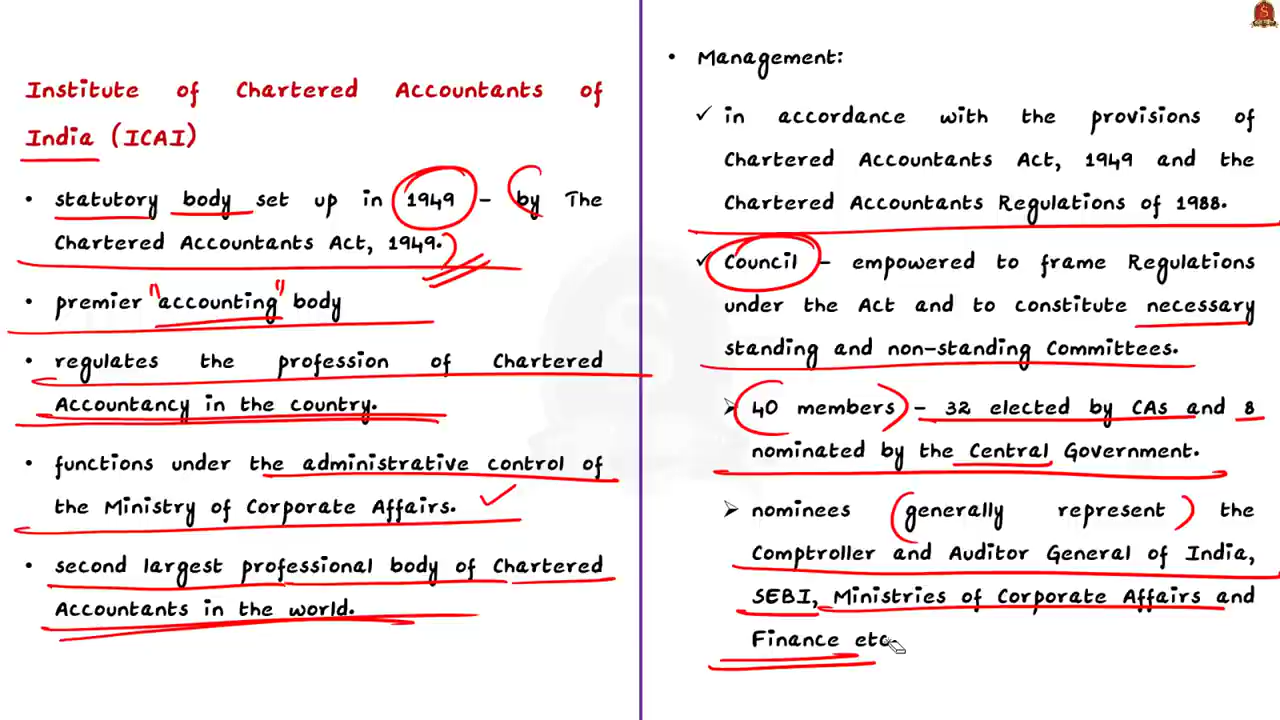 Institute of Chartered Accountants of
India (ICAI)
• statutory body set up in 1949 - by The
Chartered Accountants Act, 1949.
• premier "accounting" body
• regulates the profession of Chartered
Accountancy in the country.
• functions under the administrative control of
the Ministry of Corporate Affairs.
• second largest professional body of Chartered
Accountants in the world.
• Management:
✓ in accordance with the provisions of
Chartered Accountants Act, 1949 and the
Chartered Accountants Regulations of 1988.
✓ Council - empowered to frame Regulations
under the Act and to constitute necessary
standing and non-standing Committees.
➢ 40 members - 32 elected by CAs and 8
nominated by the Central Government.
➢ nominees (generally represent) the
Comptroller and Auditor General of India,
SEBI, Ministries of Corporate Affairs and
Finance etc